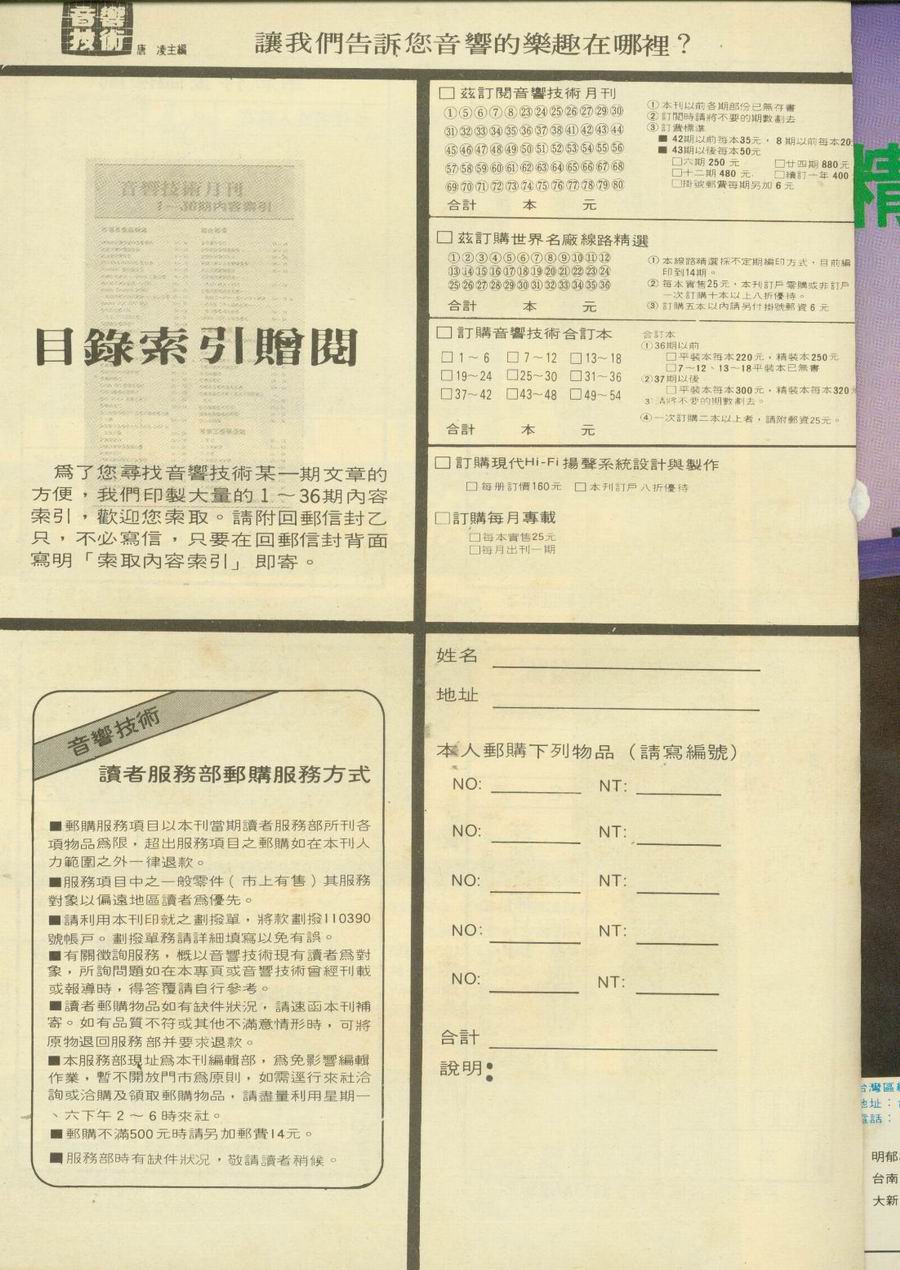 音響技術
唐 凌主編
讓我們告訴您音響的樂趣在哪裡？
音響技術月刊
1～36期內容索引
目錄索引贈閱
為了您尋找音響技術某一期文章的
方便，我們印製大量的1～36期內容
索引，歡迎您索取。請附回郵信封乙
只，不必寫信，只要在回郵信封背面
寫明「索取內容索引」即寄。
□茲訂閱音響技術月刊
①⑤⑥⑦⑧㉓㉔㉕㉖㉗㉙㉚
㉛㉜㉝㉞㉟㊱㊲㊳㊶㊷㊸㊹
㊺㊻㊼㊽㊾㊿(51)(52)(53)(54)(55)(56)
(57)(58)(59)(60)(61)(62)(63)(64)(65)(66)(67)(68)
(69)(70)(71)(72)(73)(74)(75)(76)(77)(78)(79)(80)
合計 本 元
①本刊以前各期部份已無存書
②訂閱時請將不要的期數劃去
③訂費標準
■ 42期以前每本35元，8期以前每本20
■ 43期以後每本50元
□六期 250 元 □廿四期 880元
□十二期 480 元 □續訂一年 400
□掛號郵費每期另加 6 元
□茲訂購世界名廠線路精選
①②③④⑤⑥⑦⑧⑨⑩⑪⑫
⑬⑭⑮⑯⑰⑱⑲⑳㉑㉒㉓㉔
㉕㉖㉗㉘㉙㉚㉛㉜㉝㉞㉟㊱
合計 本 元
①本線路精選採不定期編印方式，目前編
印到14期。
②每本實售25元，本刊訂戶零購或非訂戶
一次訂購十本以上八折優待。
③訂購五本以內請另付掛號郵資 6 元
□訂購音響技術合訂本
□1～6 □7～12 □13～18
□19～24 □25～30 □31～36
□37～42 □43～48 □49～54
合計 本 元
合訂本
①36期以前
□平裝本每本220元，精裝本250元
□7～12、13～18平裝本已無書
②37期以後
□平裝本每本300元，精裝本每本320
將不要的期數劃去。
④一次訂購二本以上者，請附郵資25元。
□訂購現代Hi-Fi揚聲系統設計與製作
□每册訂價160元 □本刊訂戶八折優待
□訂購每月專載
□每本實售25元
□每月出刊一期
音響技術
讀者服務部郵購服務方式
■郵購服務項目以本刊當期讀者服務部所刊各
項物品為限，超出服務項目之郵購如在本刊人
力範圍之外一律退款。
■服務項目中之一般零件（市上有售）其服務
對象以偏遠地區讀者為優先。
■請利用本刊印就之劃撥單，將款劃撥110390
號帳戶。劃撥單務請詳細填寫以免有誤。
■有關徵詢服務，概以音響技術現有讀者為對
象，所詢問題如在本專頁或音響技術曾經刊載
或報導時，得答覆請自行參考。
■讀者郵購物品如有缺件狀況，請速函本刊補
寄。如有品質不符或其他不滿意情形時，可將
原物退回服務部並要求退款。
■本服務部現址為本刊編輯部，為免影響編輯
作業，暫不開放門市為原則，如需逕行來社洽
詢或洽購及領取郵購物品，請盡量利用星期一
、六下午2～6時來社。
■郵購不滿500元時請另加郵費14元。
■服務部時有缺件狀况，敬請讀者稍候。
姓名
地址
本人郵購下列物品（請寫編號）
NO: NT:
NO: NT:
NO: NT:
NO: NT:
NO: NT:
合計
說明：
精
台灣區
地址：
電話：
明郁
台南
大新